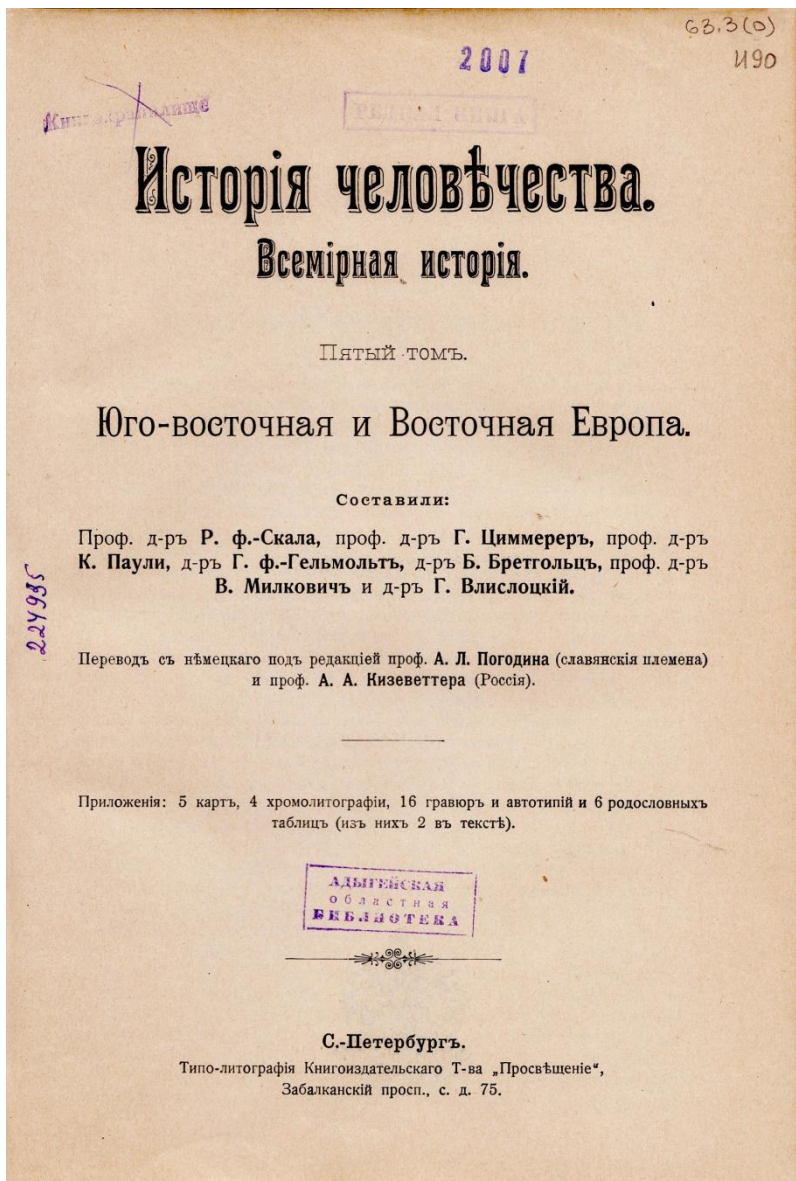 63.3(0)
2007
И90
Исторія человѣчества.
Всемірная исторія.
Пятый томъ.
Юго-восточная и Восточная Европа.
Составили:
Проф. д-ръ Р. ф.-Скала, проф. д-ръ Г. Циммереръ, проф. д-ръ
К. Паули, д-ръ Г. ф.-Гельмольтъ, д-ръ Б. Бретгольцъ, проф. д-ръ
В. Милковичъ и д-ръ Г. Влислоцкій.
224935
Переводъ съ нѣмецкаго подъ редакціей проф. А. Л. Погодина (славянскія племена)
и проф. А. А. Кизеветтера (Россія).
Приложенія: 5 картъ, 4 хромолитографіи, 16 гравюръ и автотипій и 6 родословныхъ
таблицъ (изъ нихъ 2 въ текстѣ).
АДЫГЕЙСКАЯ
областная
БИБЛИОТЕКА
С.-Петербургъ.
Типо-литографія Книгоиздательскаго Т-ва „Просвѣщеніе“,
Забалканскій просп., с. д. 75.